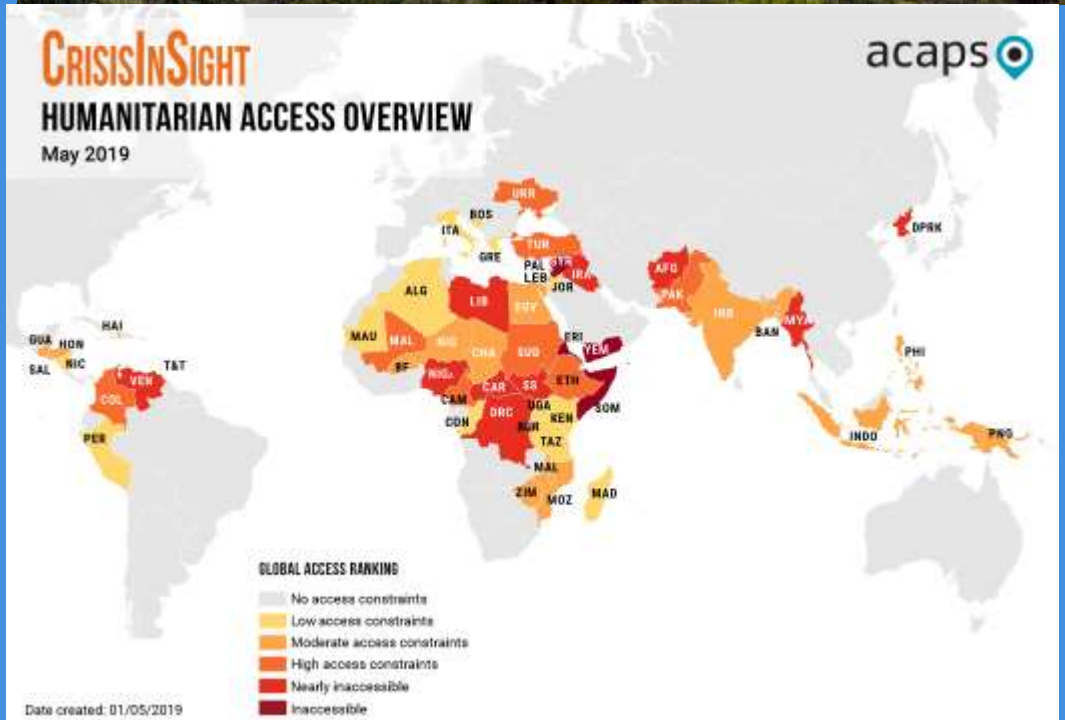 CRISISINSIGHT
acaps
HUMANITARIAN ACCESS OVERVIEW
May 2019
UKR
BOS
ITA
GRE
TUR
DPRK
PAL
LEB
IRA
JOR
AFG
PAK
ALG
LIB
EGY
IND
BAN
MYA
HAI
GUA
HON
NIC
SAL
T&T
VEN
COL
PER
MAU
MAL
NIG
CHA
SUD
ERI
YEM
PHI
BF
CAR
SS
ETH
CAM
SOM
CON
DRC
UGA
KEN
TAZ
INDO
PNG
MAL
ZIM
MOZ
MAD
GLOBAL ACCESS RANKING
No access constraints
Low access constraints
Moderate access constraints
High access constraints
Nearly inaccessible
Inaccessible
Date created: 01/05/2019